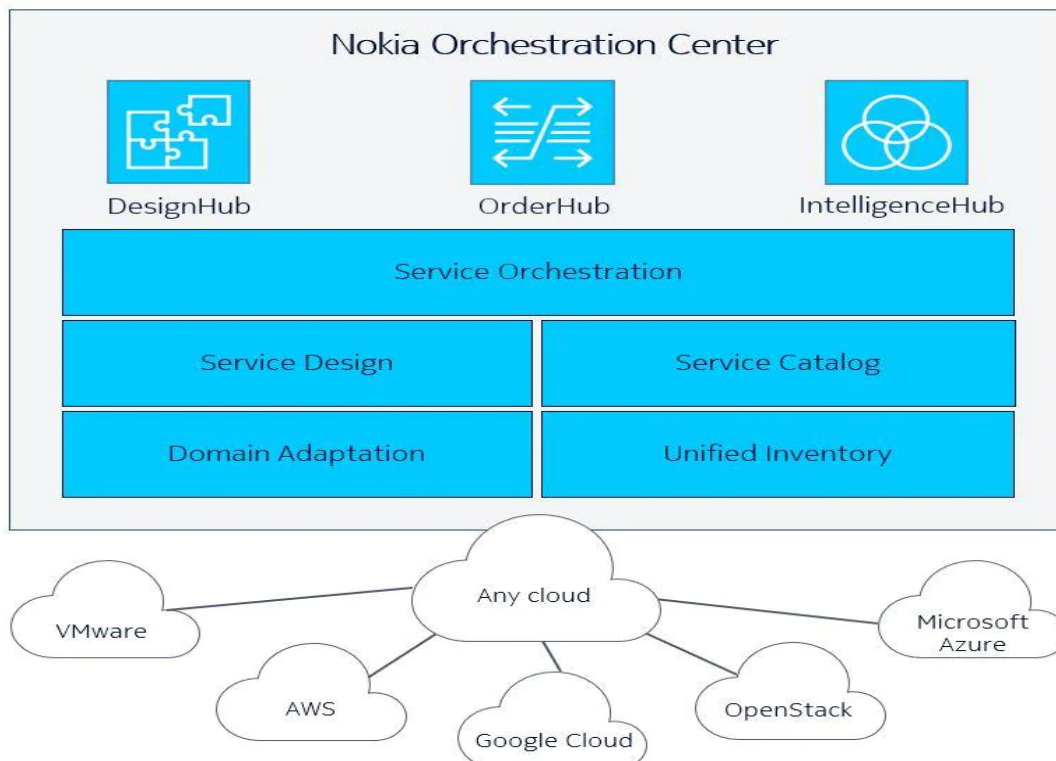 Nokia Orchestration Center
DesignHub
OrderHub
IntelligenceHub
Service Orchestration
Service Design
Service Catalog
Domain Adaptation
Unified Inventory
Any cloud
VMware
Microsoft
Azure
AWS
OpenStack
Google Cloud